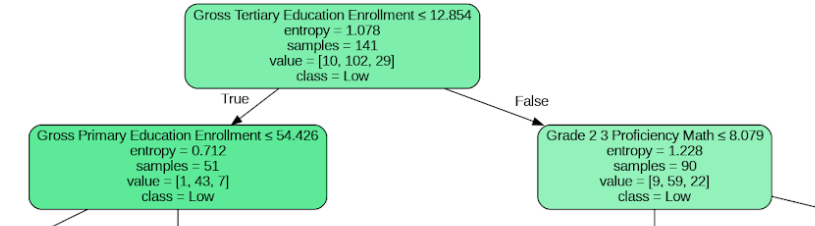 Gross Tertiary Education Enrollment ≤ 12.854
entropy = 1.078
samples = 141
value = [10, 102, 29]
class = Low
True
False
Gross Primary Education Enrollment ≤ 54.426
entropy = 0.712
samples = 51
value = [1, 43, 7]
class = Low
Grade 2 3 Proficiency Math ≤ 8.079
entropy = 1.228
samples = 90
value = [9, 59, 22]
class = Low